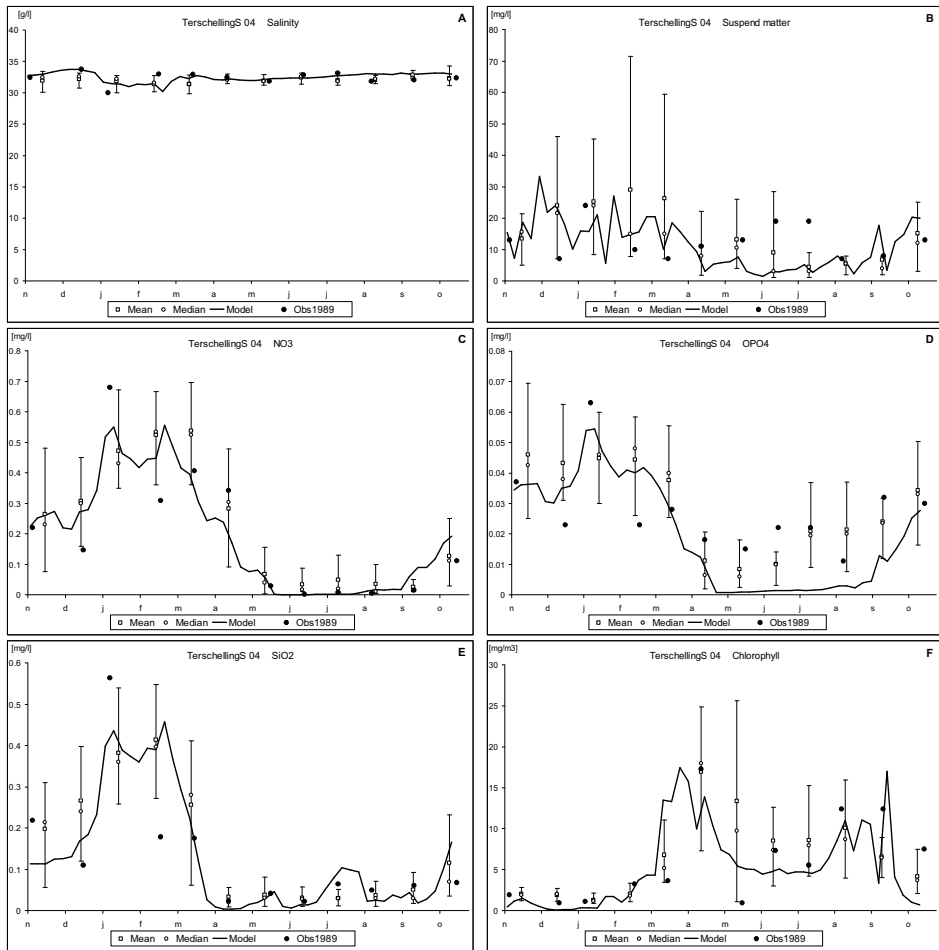 [g/l]
TerschellingS 04 Salinity
A
40
35
30
25
20
15
10
5
0
n d j f m a m j j a s o
Mean Median Model Obs1989
[mg/l]
TerschellingS 04 Suspend matter
B
80
70
60
50
40
30
20
10
0
n d j f m a m j j a s o
Mean Median Model Obs1989
[mg/l]
TerschellingS 04 NO3
C
0.8
0.7
0.6
0.5
0.4
0.3
0.2
0.1
0
n d j f m a m j j a s o
Mean Median Model Obs1989
[mg/l]
TerschellingS 04 OPO4
D
0.08
0.07
0.06
0.05
0.04
0.03
0.02
0.01
0
n d j f m a m j j a s o
Mean Median Model Obs1989
[mg/l]
TerschellingS 04 SiO2
E
0.6
0.5
0.4
0.3
0.2
0.1
0
n d j f m a m j j a s o
Mean Median Model Obs1989
[mg/m3]
TerschellingS 04 Chlorophyll
F
30
25
20
15
10
5
0
n d j f m a m j j a s o
Mean Median Model Obs1989